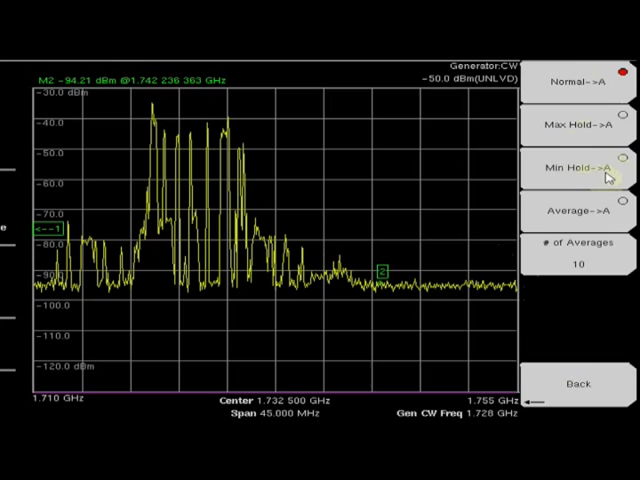 Generator:CW
M2 -94.21 dBm @1.742 236 363 GHz
-50.0 dBm(UNLVD)
-30.0 dBm
-40.0
-50.0
-60.0
-70.0
<--1
-80.0
-90.0
2
-100.0
-110.0
-120.0 dBm
1.710 GHz
Center 1.732 500 GHz
1.755 GHz
Span 45.000 MHz
Gen CW Freq 1.728 GHz
Normal->A
Max Hold->A
Min Hold->A
Average->A
# of Averages
10
Back
e